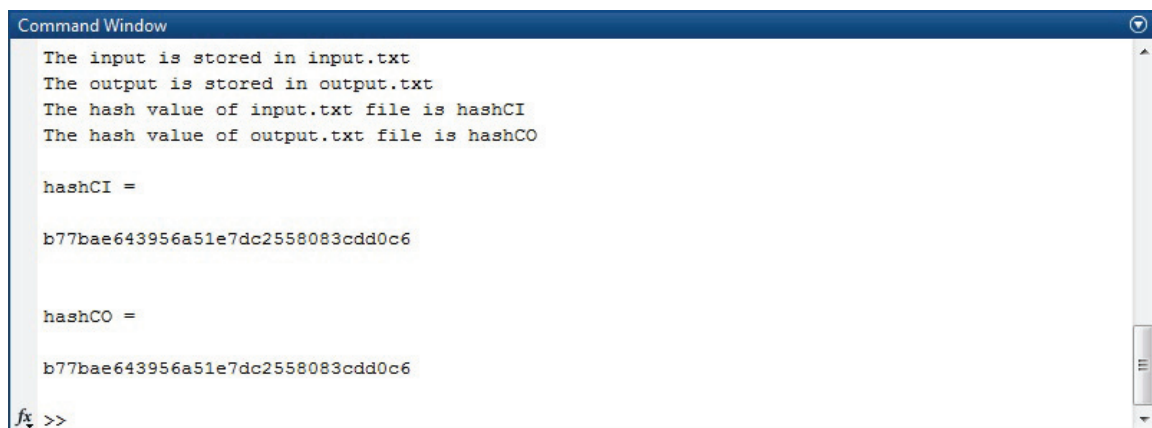 Command Window
The input is stored in input.txt
The output is stored in output.txt
The hash value of input.txt file is hashCI
The hash value of output.txt file is hashCO
hashCI =
b77bae643956a51e7dc2558083cdd0c6
hashCO =
b77bae643956a51e7dc2558083cdd0c6
fx >>